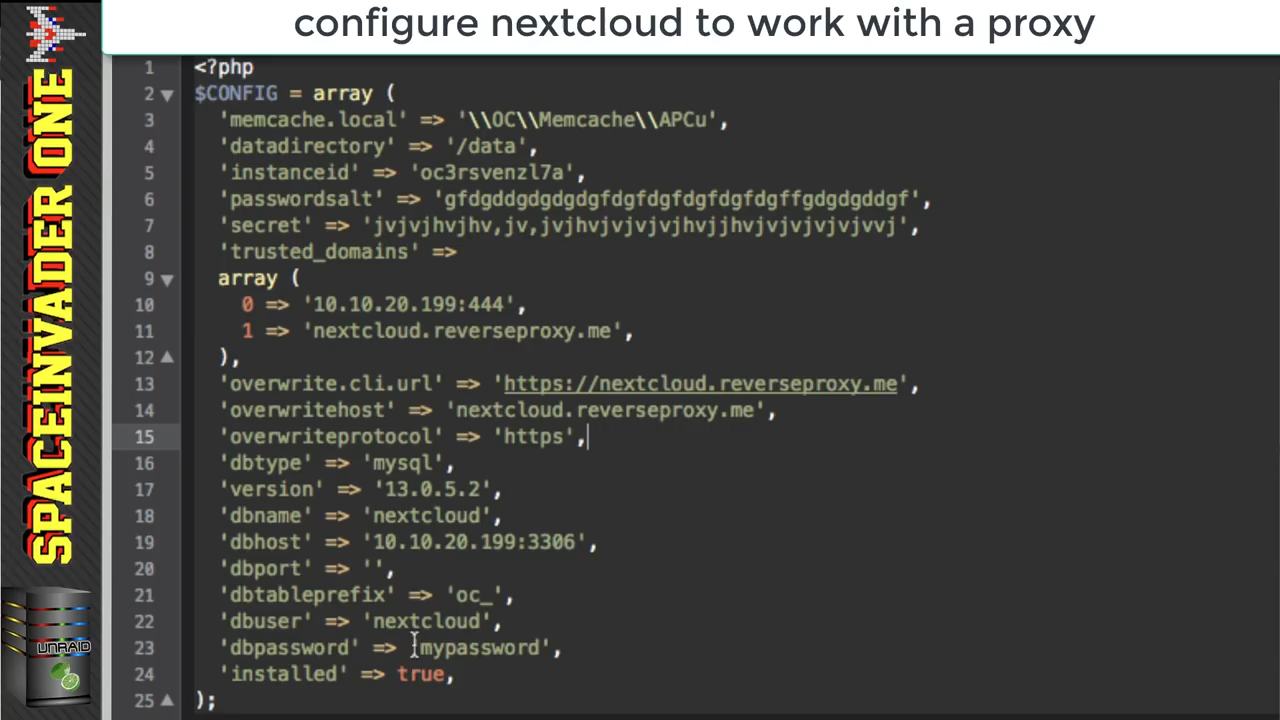 configure nextcloud to work with a proxy
SPACEINVADER ONE
1 <?php
2 $CONFIG = array (
3 'memcache.local' => '\\OC\\Memcache\\APCu',
4 'datadirectory' => '/data',
5 'instanceid' => 'oc3rsvenzl7a',
6 'passwordsalt' => 'gfdgddgdgdgdgfdgfdgfdgfdgfdgffgdgdgddgf',
7 'secret' => 'jvjvjhvjhv,jv,jvjhvjvjvjvjhvjjhvjvjvjvjvjvvj',
8 'trusted_domains' =>
9 array (
10 0 => '10.10.20.199:444',
11 1 => 'nextcloud.reverseproxy.me',
12 ),
13 'overwrite.cli.url' => 'https://nextcloud.reverseproxy.me',
14 'overwritehost' => 'nextcloud.reverseproxy.me',
15 'overwriteprotocol' => 'https',
16 'dbtype' => 'mysql',
17 'version' => '13.0.5.2',
18 'dbname' => 'nextcloud',
19 'dbhost' => '10.10.20.199:3306',
20 'dbport' => '',
21 'dbtableprefix' => 'oc_',
22 'dbuser' => 'nextcloud',
23 'dbpassword' => 'mypassword',
24 'installed' => true,
25 );
UNRAID